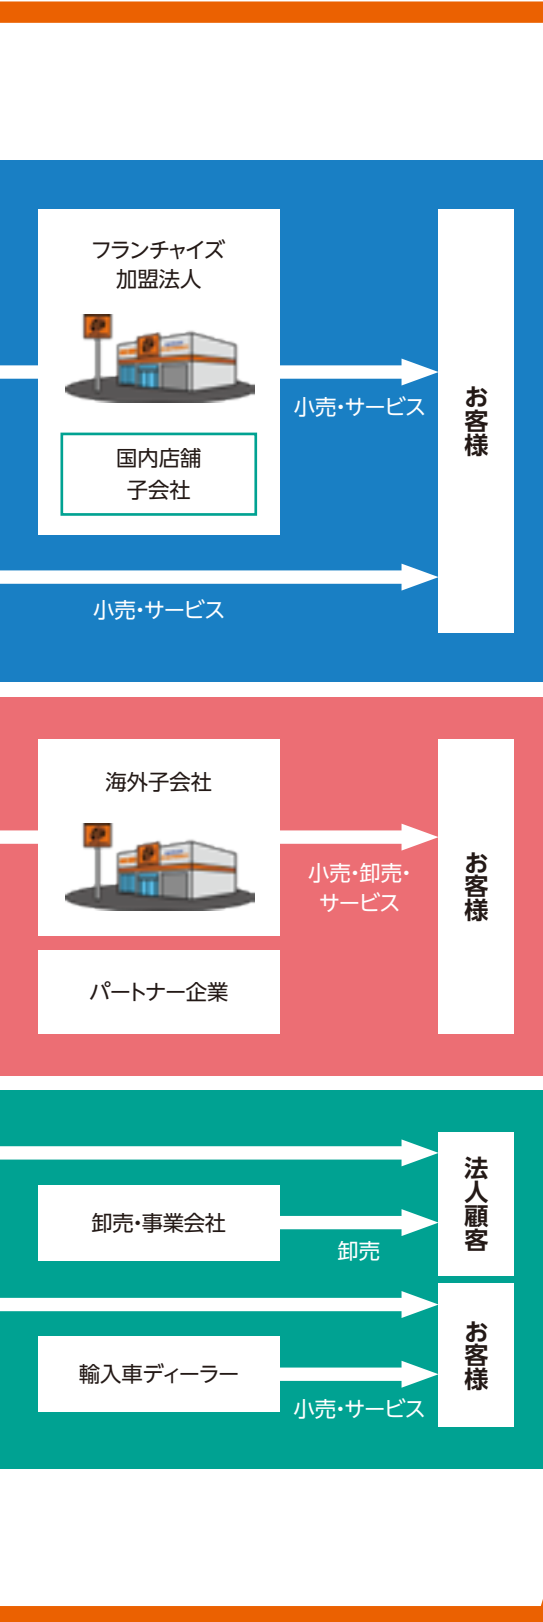 フランチャイズ
加盟法人
小売・サービス
国内店舗
子会社
お客様
小売・サービス
海外子会社
小売・卸売・
サービス
お客様
パートナー企業
法人顧客
卸売・事業会社
卸売
お客様
輸入車ディーラー
小売・サービス